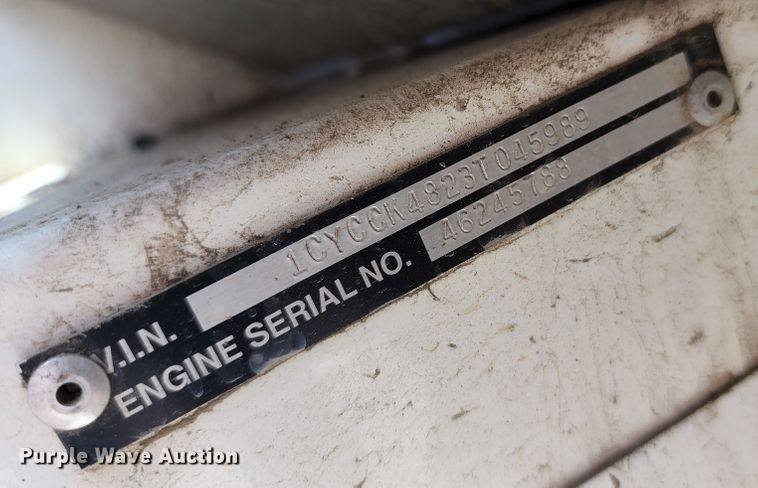 V.I.N. 1CYCCK4823T045989
ENGINE SERIAL NO. 46245788
Purple Wave Auction